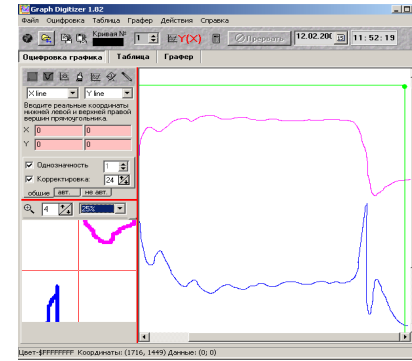 Graph Digitizer 1.82
Файл Оцифровка Таблица Графер Действия Справка
Кривая №
1
Y(X)
Прервать
12.02.200
11:52:19
Оцифровка графика Таблица Графер
X line Y line
Введите реальные координаты
нижней левой и верхней правой
вершин прямоугольника.
X 0 0
Y 0 0
Однозначность 1
Корректировка: 24
общие авт. не авт.
4 25%
Цвет-$FFFFFFFF Координаты: (1716, 1449) Данные: (0; 0)